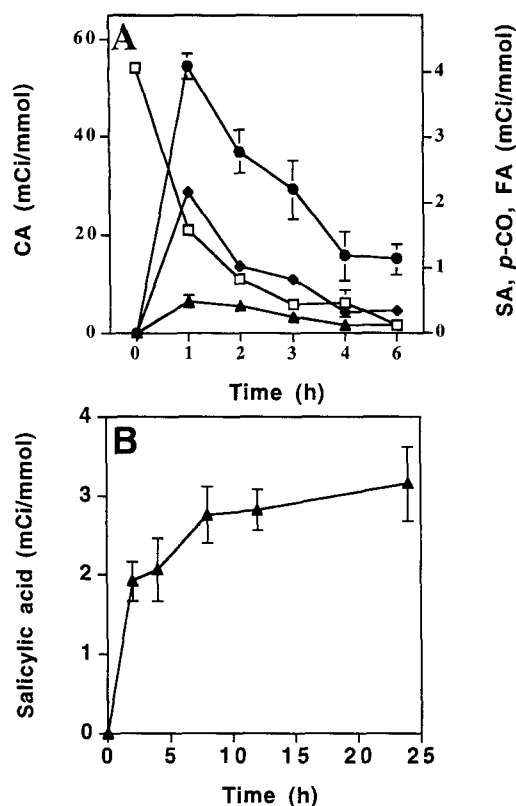 A
CA (mCi/mmol)
60
40
20
0
SA, p-CO, FA (mCi/mmol)
4
3
2
1
0
0 1 2 3 4 6
Time (h)
B
Salicylic acid (mCi/mmol)
4
3
2
1
0
0 5 10 15 20 25
Time (h)